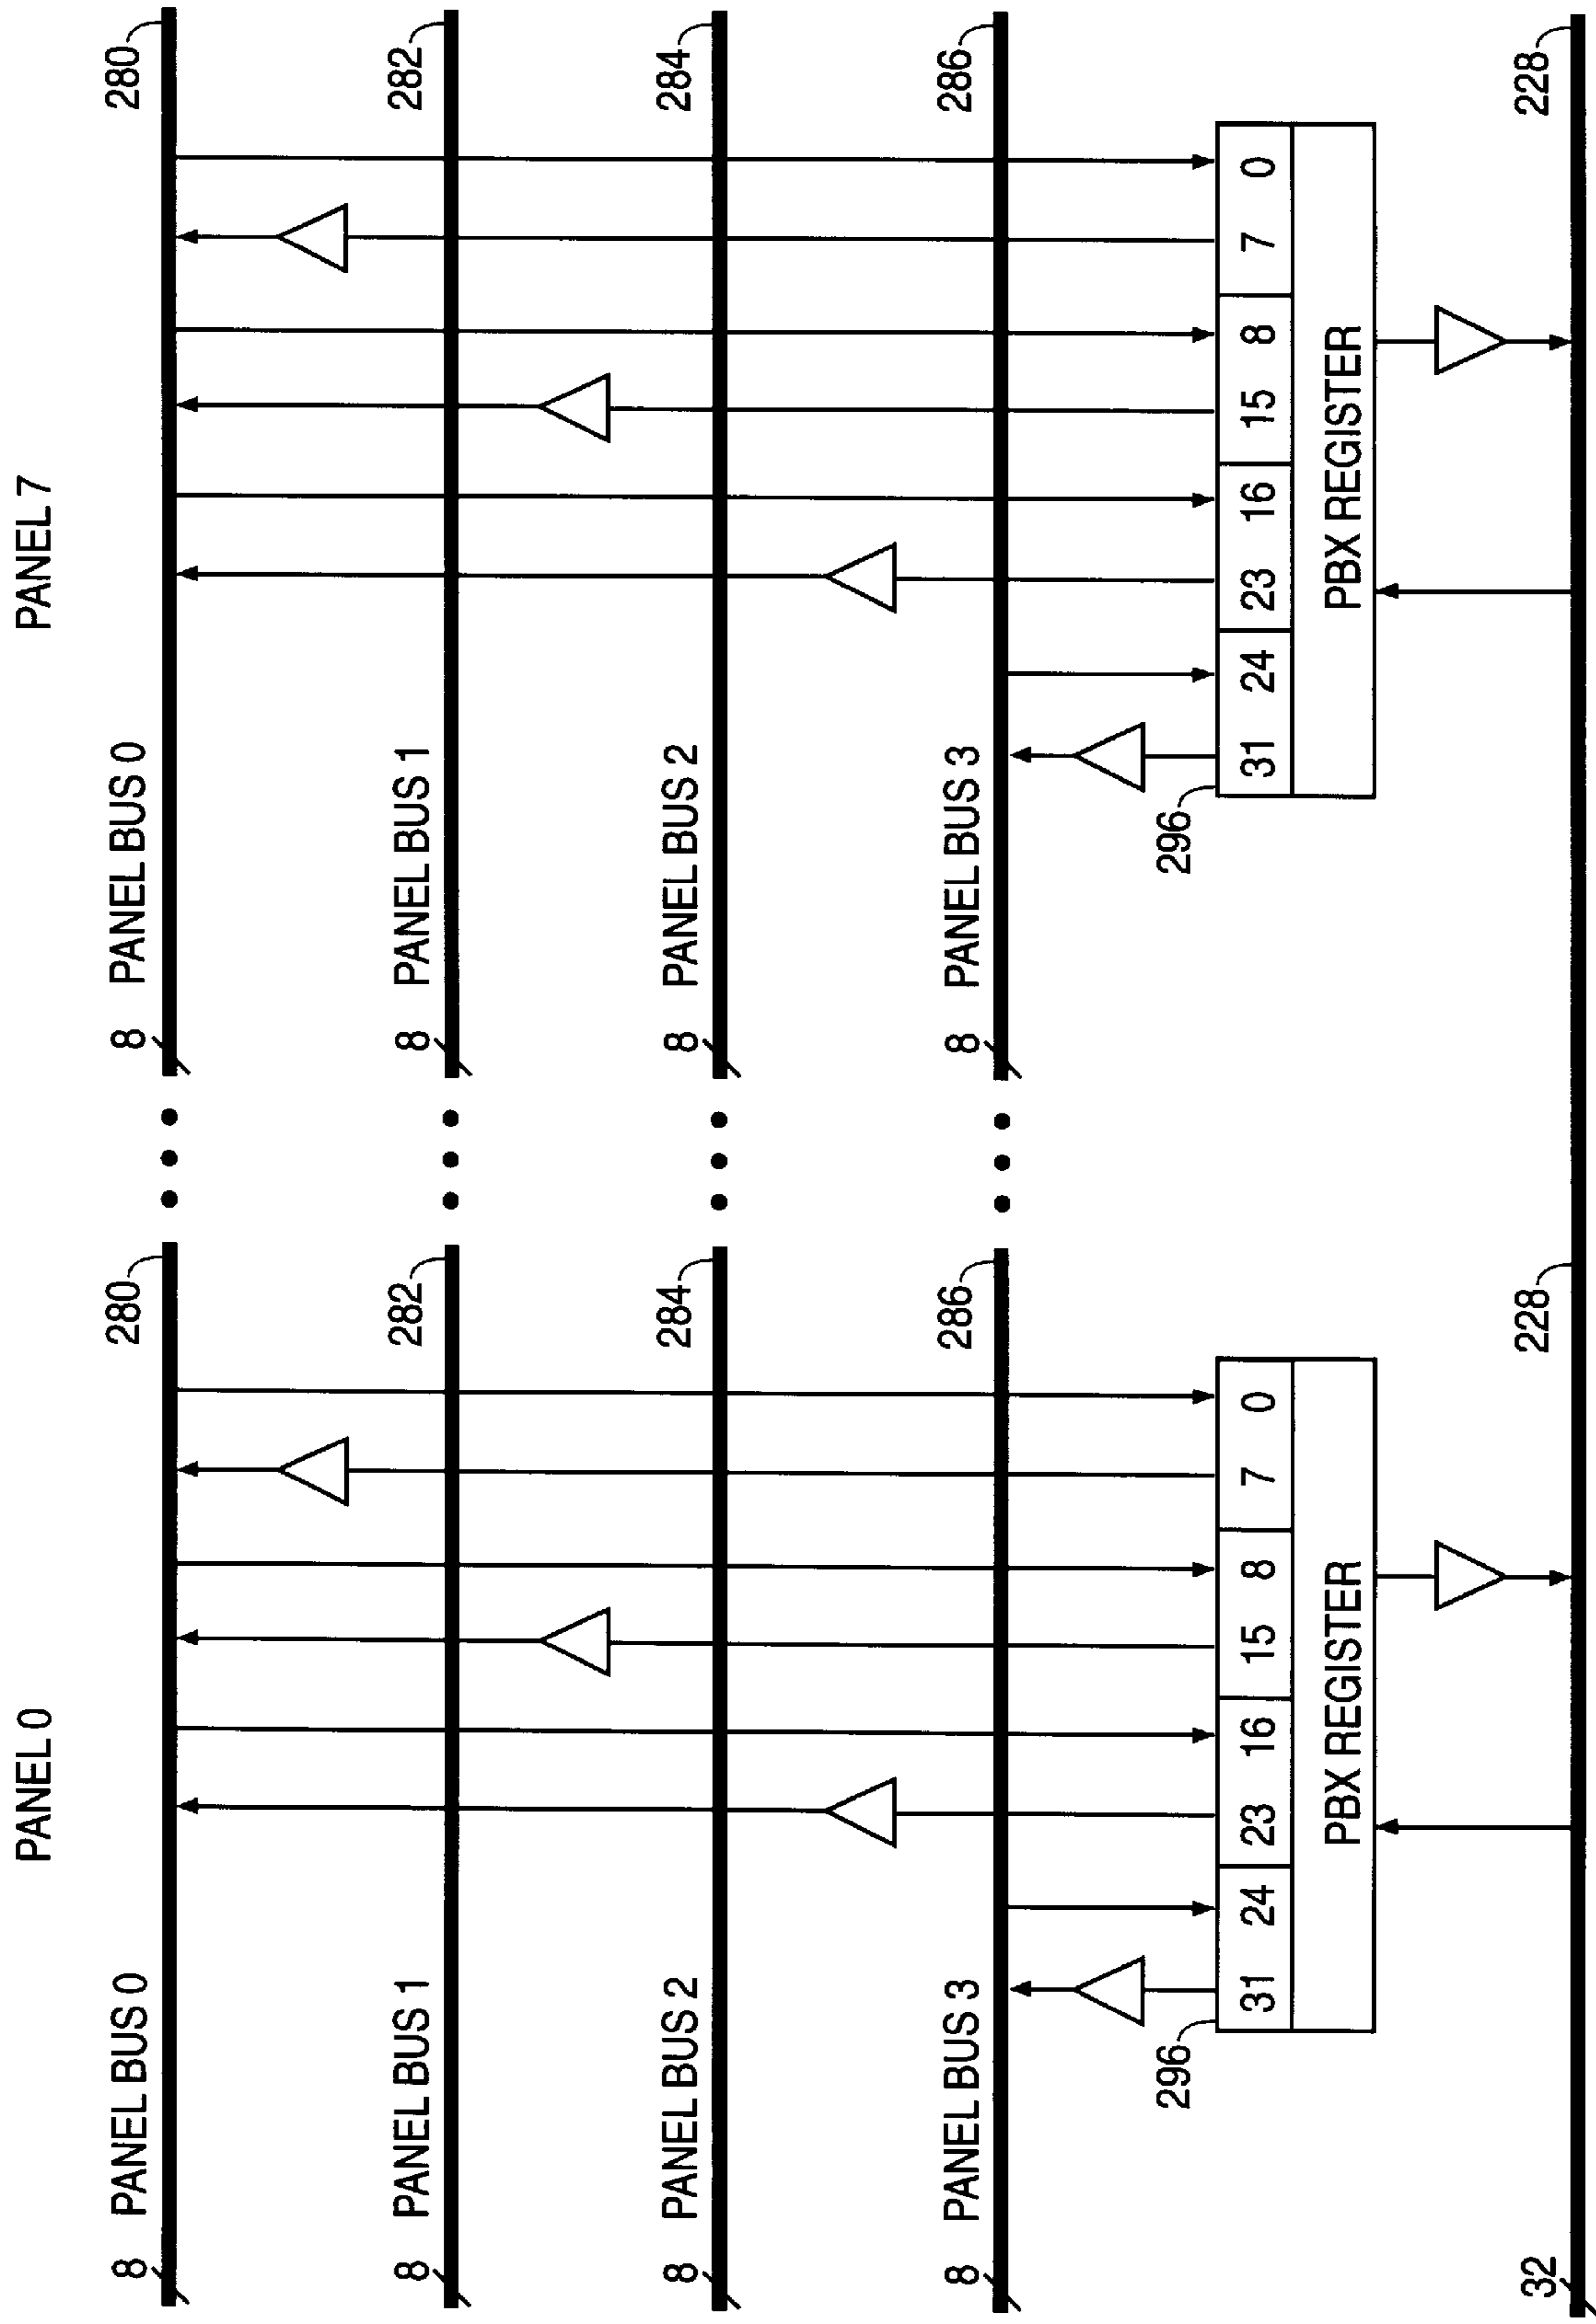 PANEL 0
PANEL 7
8 PANEL BUS 0
280
8 PANEL BUS 0
280
8 PANEL BUS 1
282
8 PANEL BUS 1
282
8 PANEL BUS 2
284
8 PANEL BUS 2
284
8 PANEL BUS 3
286
8 PANEL BUS 3
286
296
296
31 24 23 16 15 8 7 0
31 24 23 16 15 8 7 0
PBX REGISTER
PBX REGISTER
32
228
228